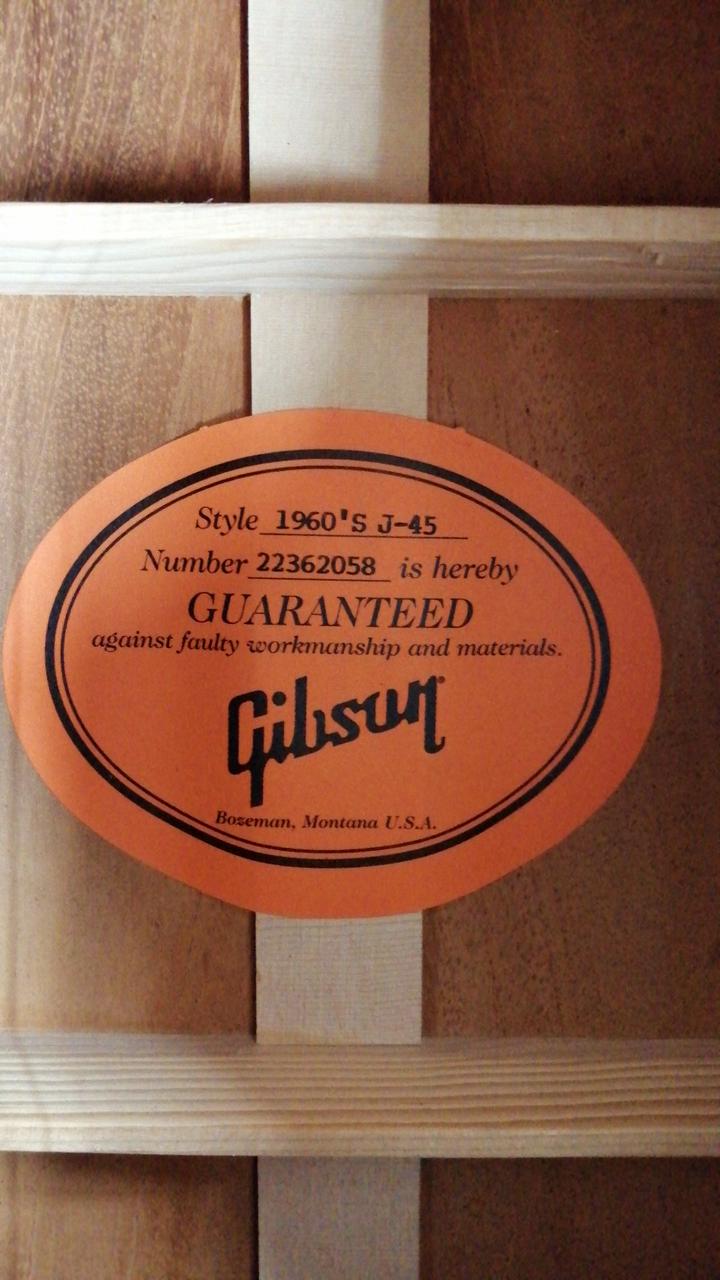 Style 1960'S J-45
Number 22362058 is hereby
GUARANTEED
against faulty workmanship and materials.
Gibson
Bozeman, Montana U.S.A.